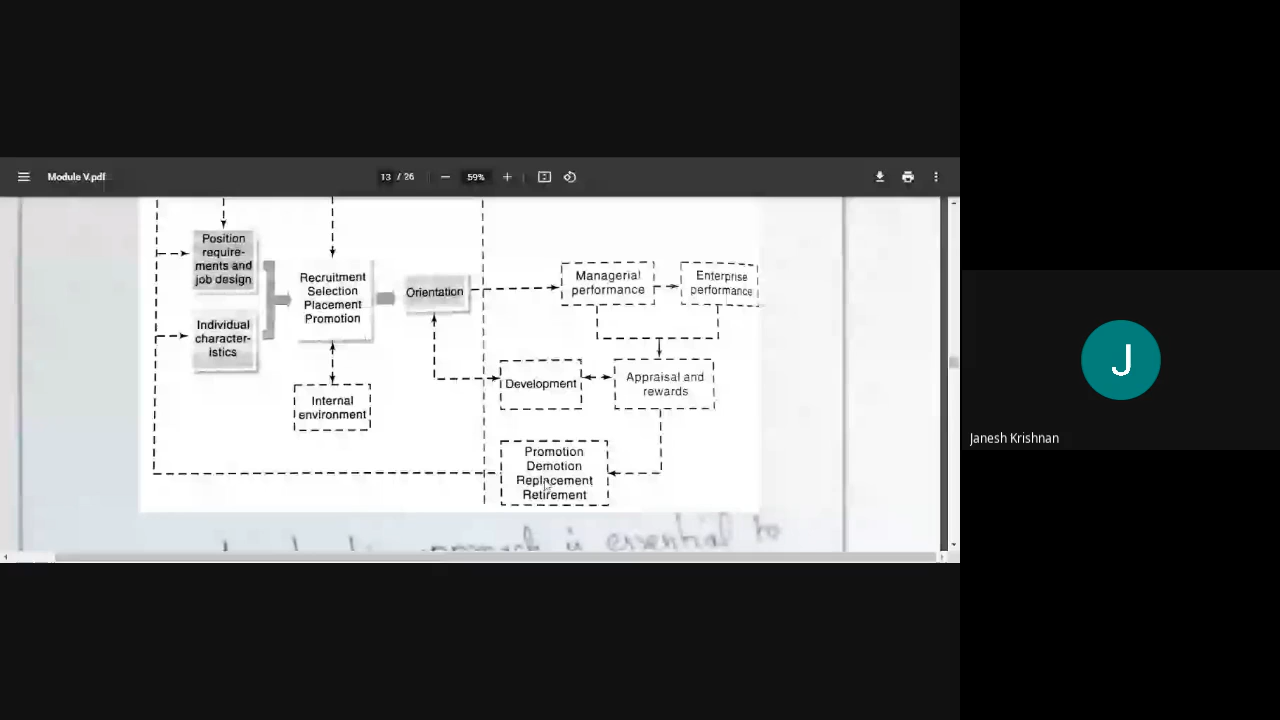 Module V.pdf
13 / 26
59%
Position
require-
ments and
job design
Individual
character-
istics
Recruitment
Selection
Placement
Promotion
Internal
environment
Orientation
Managerial
performance
Enterprise
performance
Development
Appraisal and
rewards
Promotion
Demotion
Replacement
Retirement
is essential to
J
Janesh Krishnan